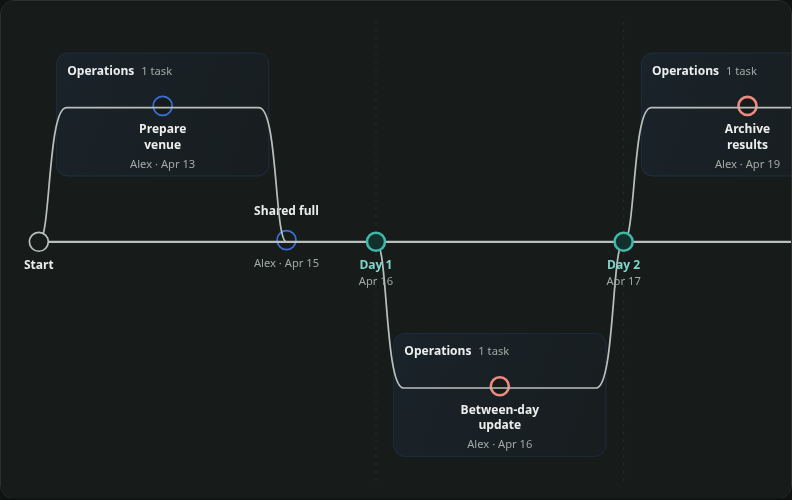 Operations 1 task
Prepare
venue
Alex · Apr 13
Operations 1 task
Archive
results
Alex · Apr 19
Shared full
Start
Alex · Apr 15
Day 1
Apr 16
Day 2
Apr 17
Operations 1 task
Between-day
update
Alex · Apr 16